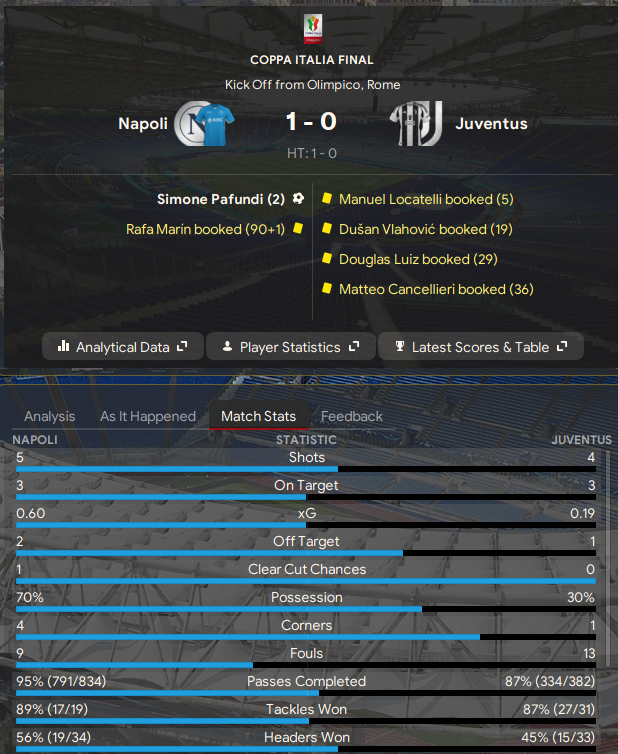 COPPA ITALIA FINAL
Kick Off from Olimpico, Rome
Napoli 1 - 0 Juventus
HT: 1 - 0
Simone Pafundi (2)
Rafa Marín booked (90+1)
Manuel Locatelli booked (5)
Dušan Vlahović booked (19)
Douglas Luiz booked (29)
Matteo Cancellieri booked (36)
Analytical Data Player Statistics Latest Scores & Table
Analysis As It Happened Match Stats Feedback
NAPOLI STATISTIC JUVENTUS
5 Shots 4
3 On Target 3
0.60 xG 0.19
2 Off Target 1
1 Clear Cut Chances 0
70% Possession 30%
4 Corners 1
9 Fouls 13
95% (791/834) Passes Completed 87% (334/382)
89% (17/19) Tackles Won 87% (27/31)
56% (19/34) Headers Won 45% (15/33)